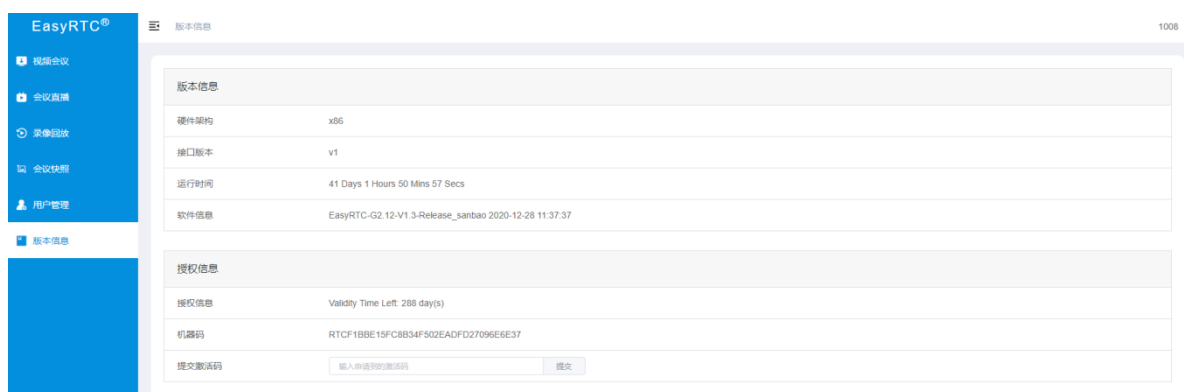 EasyRTC®
版本信息
1008
视频会议
会议直播
录像回放
会议快照
用户管理
版本信息
版本信息
硬件架构 x86
接口版本 v1
运行时间 41 Days 1 Hours 50 Mins 57 Secs
软件信息 EasyRTC-G2.12-V1.3-Release_sanbao 2020-12-28 11:37:37
授权信息
授权信息 Validity Time Left: 288 day(s)
机器码 RTCF1BBE15FC8B34F502EADFD27096E6E37
提交激活码 输入申请到的激活码 提交